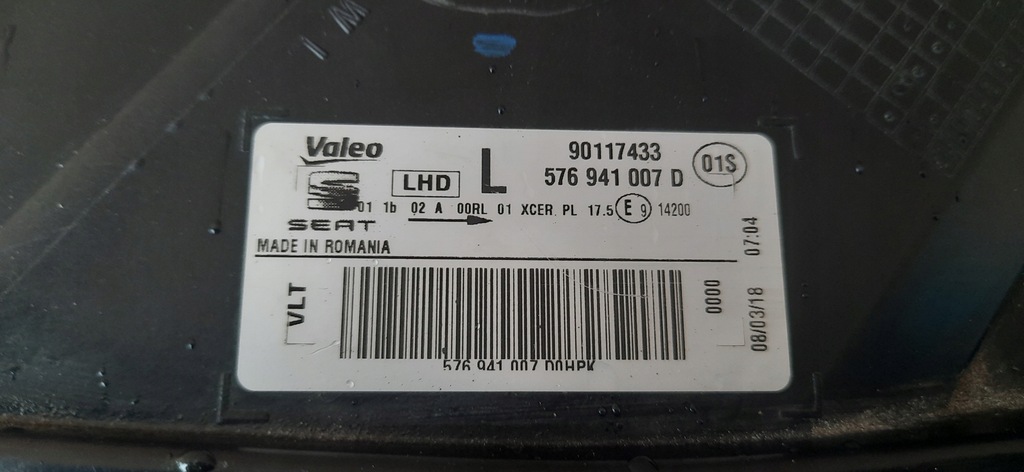 Valeo
SEAT
LHD
L
90117433
576 941 007 D
01S
01 1b 02 A 00RL 01 XCER PL 17.5 E 9 14200
MADE IN ROMANIA
VLT
576 941 007 D0HPK
0000
07:04
08/03/18